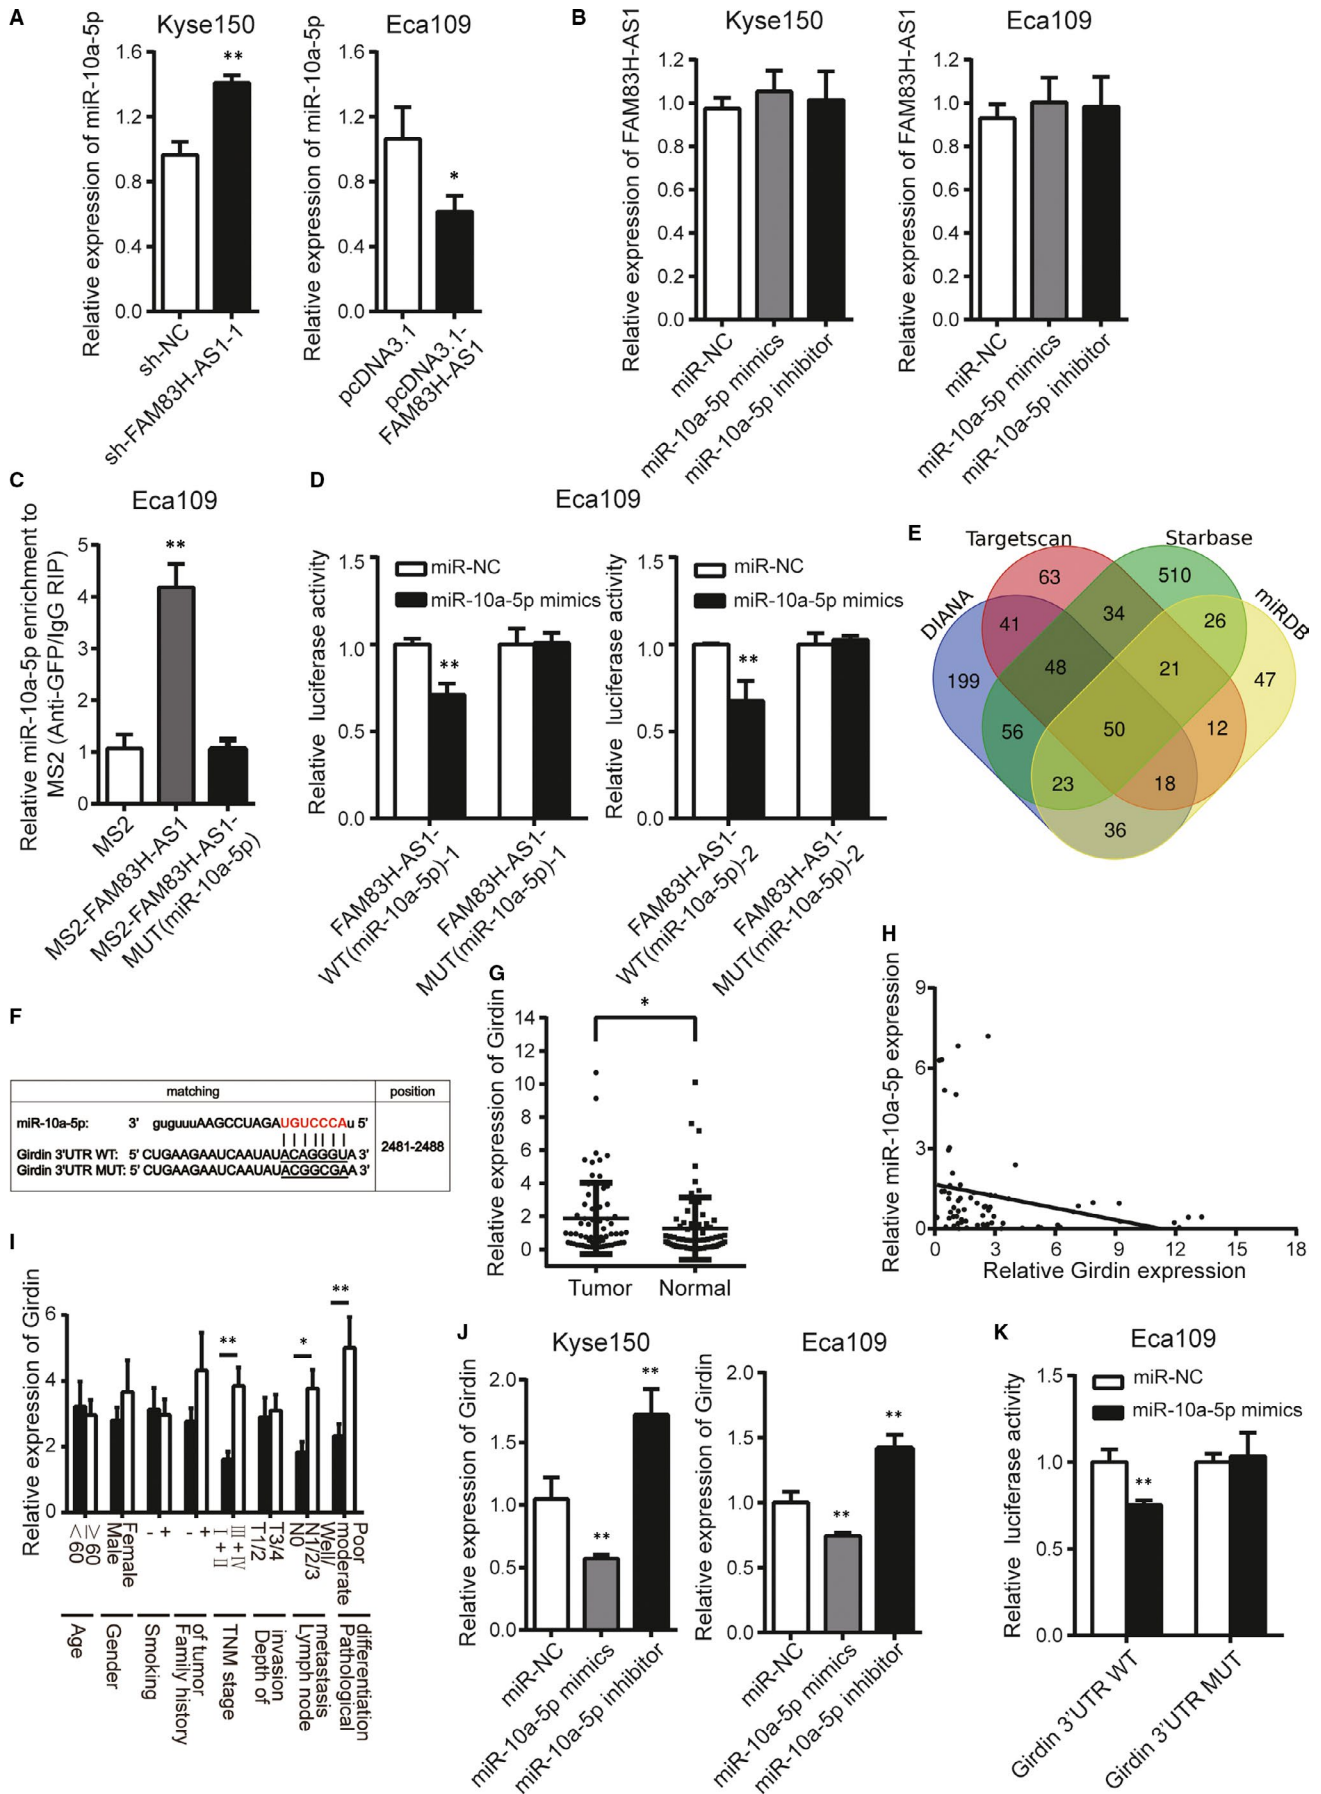 A
Kyse150
Relative expression of miR-10a-5p
1.6
1.2
0.8
0.4
0.0
**
sh-NC
sh-FAM83H-AS1-1
Eca109
Relative expression of miR-10a-5p
1.6
1.2
0.8
0.4
0.0
*
pcDNA3.1
pcDNA3.1-
FAM83H-AS1
B
Kyse150
Relative expression of FAM83H-AS1
1.2
1.0
0.8
0.6
0.4
0.2
0.0
miR-NC
miR-10a-5p mimics
miR-10a-5p inhibitor
Eca109
Relative expression of FAM83H-AS1
1.2
1.0
0.8
0.6
0.4
0.2
0.0
miR-NC
miR-10a-5p mimics
miR-10a-5p inhibitor
C
Eca109
Relative miR-10a-5p enrichment to
MS2 (Anti-GFP/IgG RIP)
5
4
3
2
1
0
**
MS2
MS2-FAM83H-AS1
MS2-FAM83H-AS1-
MUT(miR-10a-5p)
D
Eca109
Relative luciferase activity
1.5
1.0
0.5
0.0
miR-NC
miR-10a-5p mimics
**
FAM83H-AS1-
WT(miR-10a-5p)-1
FAM83H-AS1-
MUT(miR-10a-5p)-1
Relative luciferase activity
1.5
1.0
0.5
0.0
miR-NC
miR-10a-5p mimics
**
FAM83H-AS1-
WT(miR-10a-5p)-2
FAM83H-AS1-
MUT(miR-10a-5p)-2
E
Targetscan
Starbase
DIANA
miRDB
63
510
41
34
26
199
48
21
47
56
50
12
23
18
36
F
matching
position
miR-10a-5p: 3' guguuuAAGCCUAGAUGUCCCAu 5'
Girdin 3'UTR WT: 5' CUGAAGAAUCAAUAUACAGGGUA 3'
Girdin 3'UTR MUT: 5' CUGAAGAAUCAAUAUACGGCGAA 3'
2481-2488
G
Relative expression of Girdin
14
12
10
8
6
4
2
0
*
Tumor
Normal
H
Relative miR-10a-5p expression
9
6
3
0
0
3
6
9
12
15
18
Relative Girdin expression
I
Relative expression of Girdin
6
4
2
0
**
*
**
<60
≥60
Male
Female
-
+
-
+
I + II
III + IV
T1/2
T3/4
N0
N1/2/3
Well/
moderate
Poor
Age
Gender
Smoking
Family history
of tumor
TNM stage
Depth of
invasion
Lymph node
metastasis
Pathological
differentiation
J
Kyse150
Relative expression of Girdin
2.0
1.5
1.0
0.5
0.0
**
**
miR-NC
miR-10a-5p mimics
miR-10a-5p inhibitor
Eca109
Relative expression of Girdin
2.0
1.5
1.0
0.5
0.0
**
**
miR-NC
miR-10a-5p mimics
miR-10a-5p inhibitor
K
Eca109
Relative luciferase activity
1.5
1.0
0.5
0.0
miR-NC
miR-10a-5p mimics
**
Girdin 3'UTR WT
Girdin 3'UTR MUT